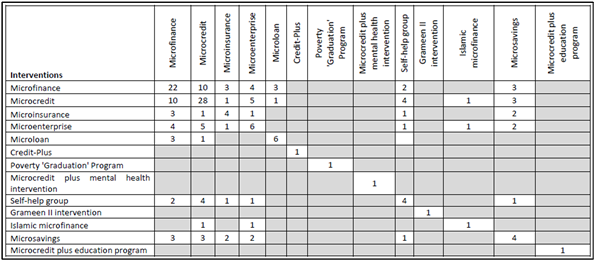 Interventions Microfinance Microcredit Microinsurance Microenterprise Microloan Credit-Plus Poverty 'Graduation' Program Microcredit plus mental health intervention Self-help group Grameen II intervention Islamic microfinance Microsavings Microcredit plus education program
Microfinance 22 10 3 4 3 2 3
Microcredit 10 28 1 5 1 4 1 3
Microinsurance 3 1 4 1 1 2
Microenterprise 4 5 1 6 1 1 2
Microloan 3 1 6
Credit-Plus 1
Poverty 'Graduation' Program 1
Microcredit plus mental health
intervention 1
Self-help group 2 4 1 1 4 1
Grameen II intervention 1
Islamic microfinance 1 1 1
Microsavings 3 3 2 2 1 4
Microcredit plus education program 1